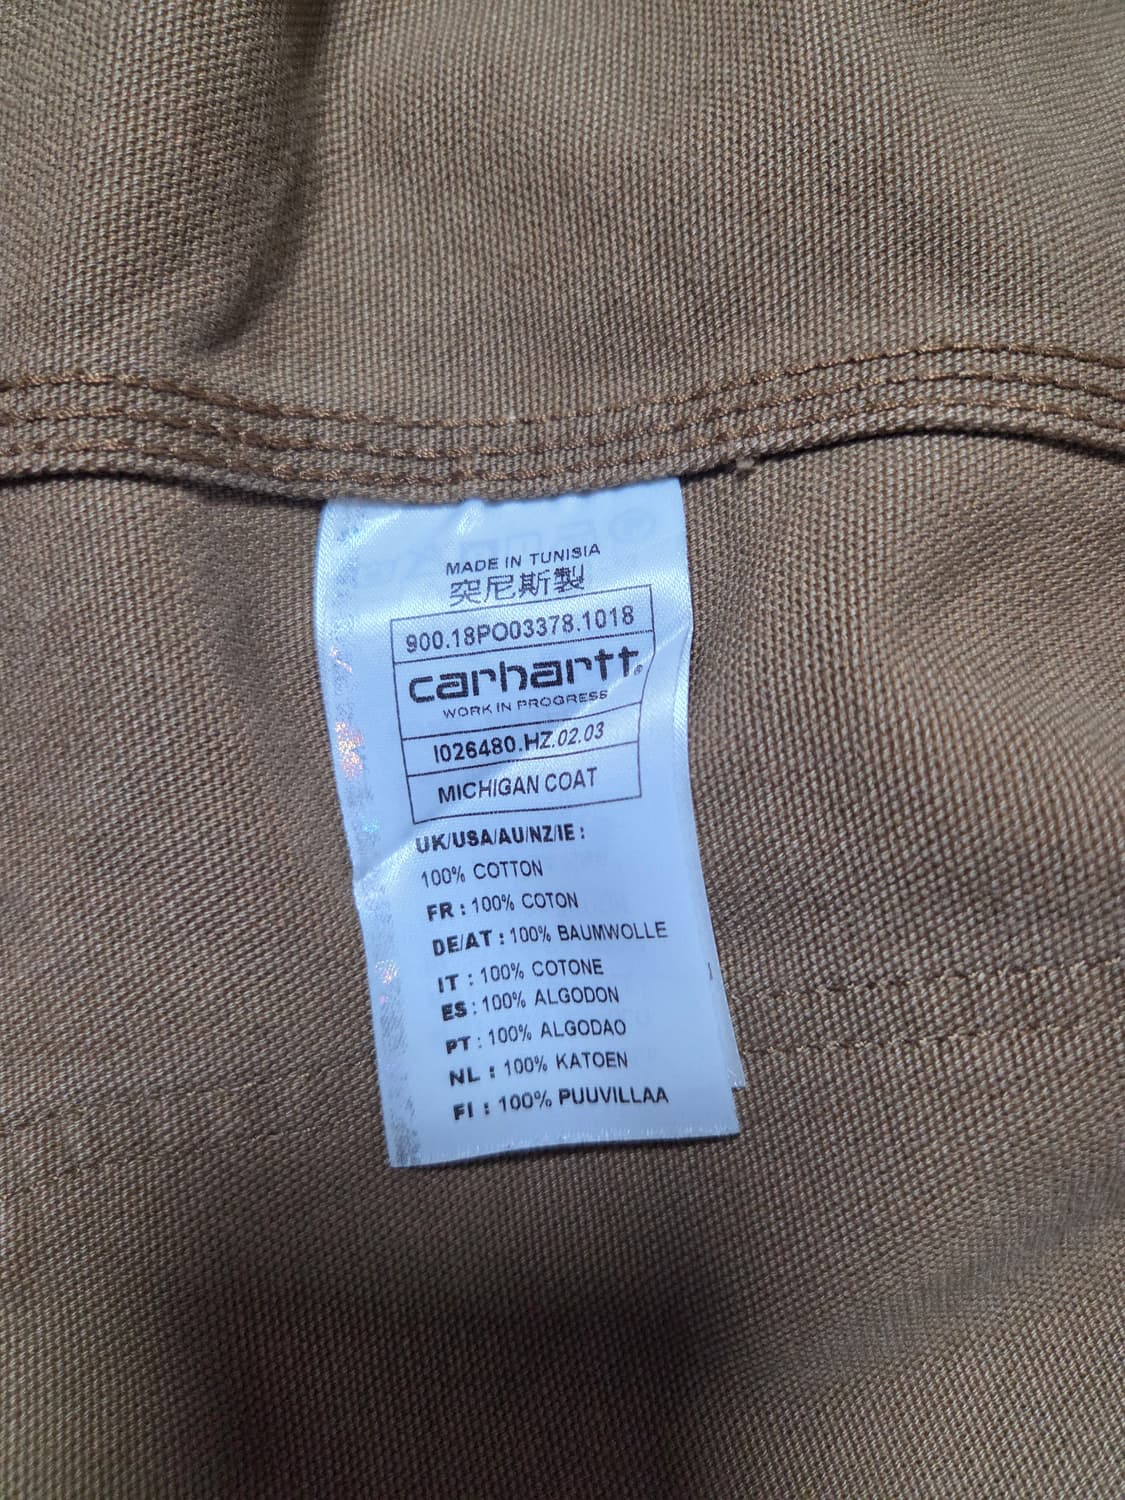 MADE IN TUNISIA
突尼斯製
900.18PO03378.1018
carhartt®
WORK IN PROGRESS
I026480.HZ.02.03
MICHIGAN COAT
UK/USA/AU/NZ/IE :
100% COTTON
FR : 100% COTON
DE/AT : 100% BAUMWOLLE
IT : 100% COTONE
ES : 100% ALGODON
PT : 100% ALGODAO
NL : 100% KATOEN
FI : 100% PUUVILLAA